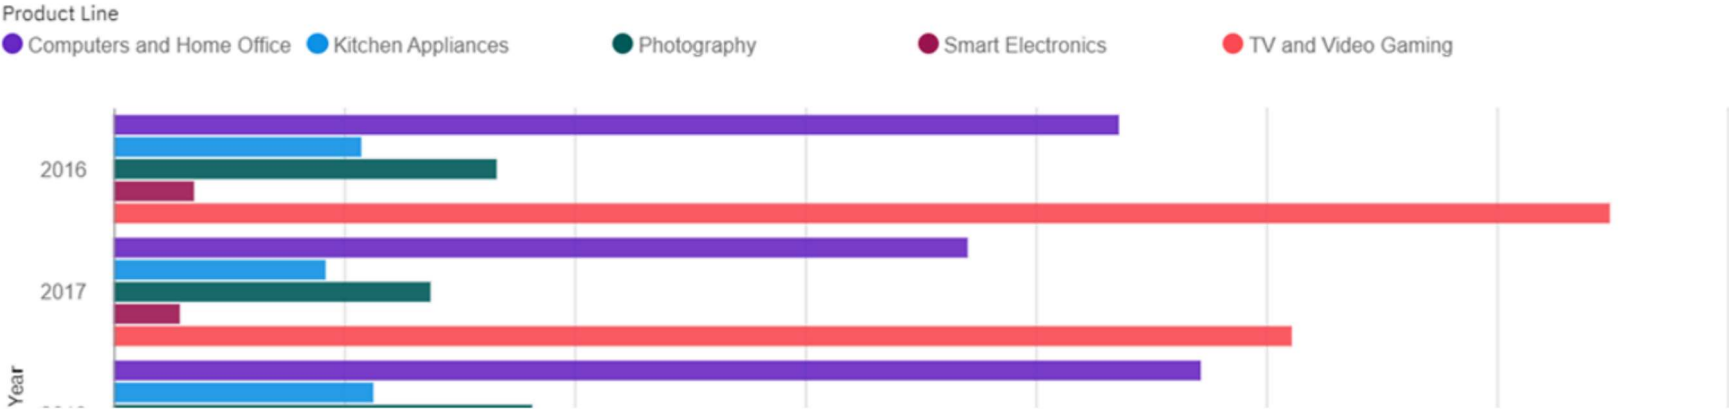 Product Line
Computers and Home Office Kitchen Appliances Photography Smart Electronics TV and Video Gaming
2016
2017
Year